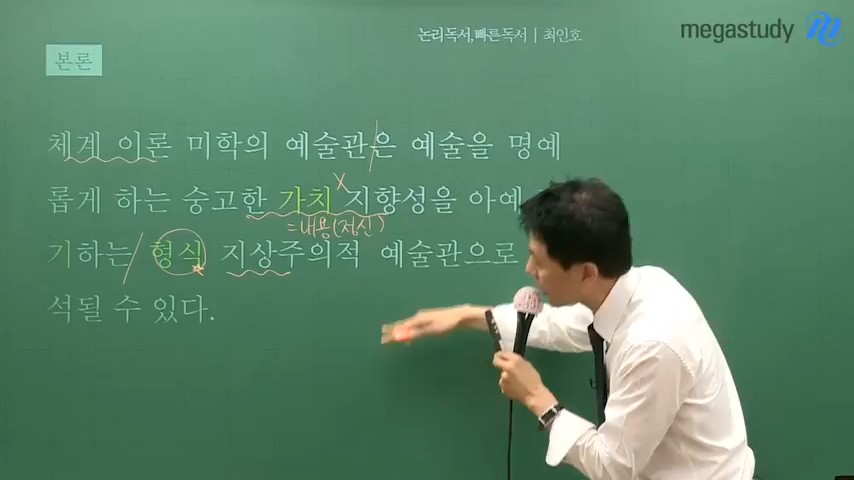 논리독서, 빠른독서 | 최인호
megastudy
본론
체계 이론 미학의 예술관은 예술을 명예
롭게 하는 숭고한 가치 지향성을 아예
=내용(정신)
기하는 형식 지상주의적 예술관으로
석될 수 있다.